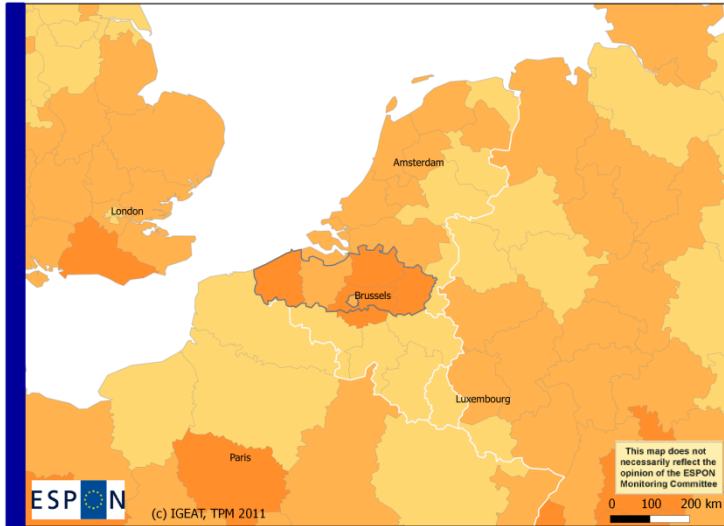 Amsterdam
London
Brussels
Luxembourg
Paris
This map does not
necessarily reflect the
opinion of the ESPON
Monitoring Committee
ESPON
(c) IGEAT, TPM 2011
0 100 200 km